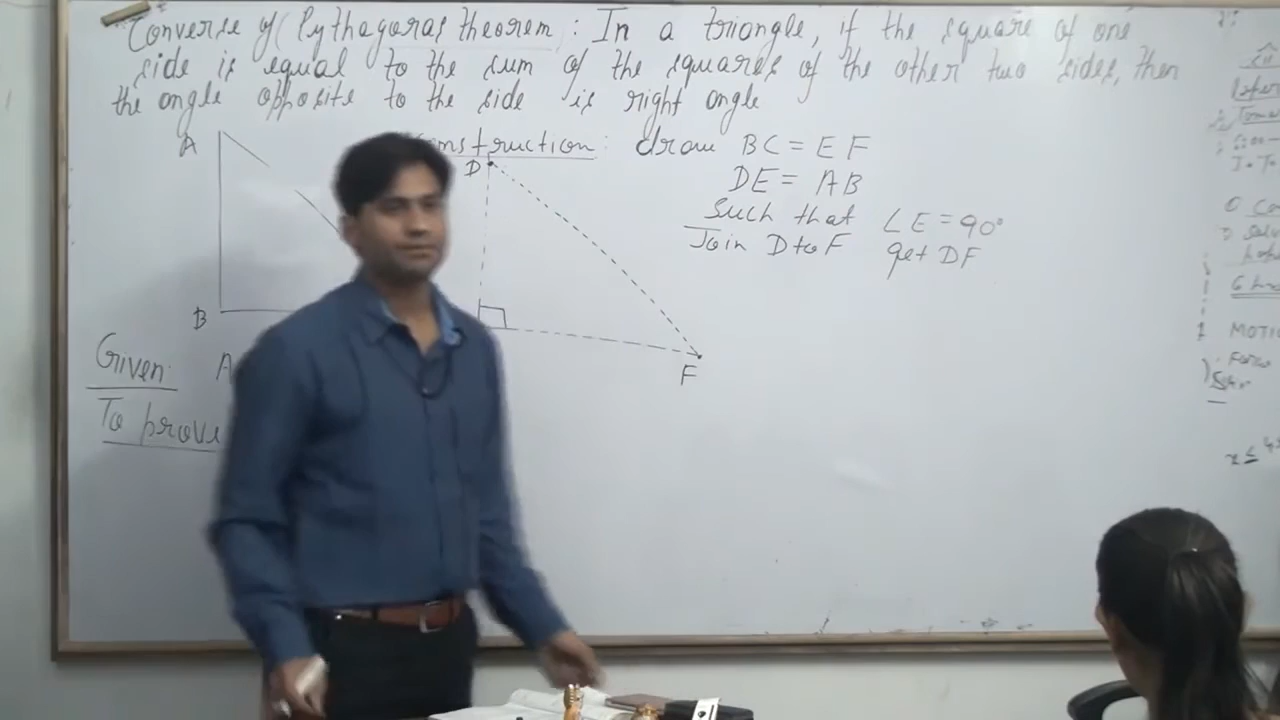 Converse of Pythagoras theorem : In a triangle, if the square of one
side is equal to the sum of the squares of the other two sides, then
the angle opposite to the side is right angle
A
Construction: draw BC = EF
D
DE = AB
Such that ∠E = 90°
Join D to F get DF
B
F
Given
A
To prove
MOTIO
Force